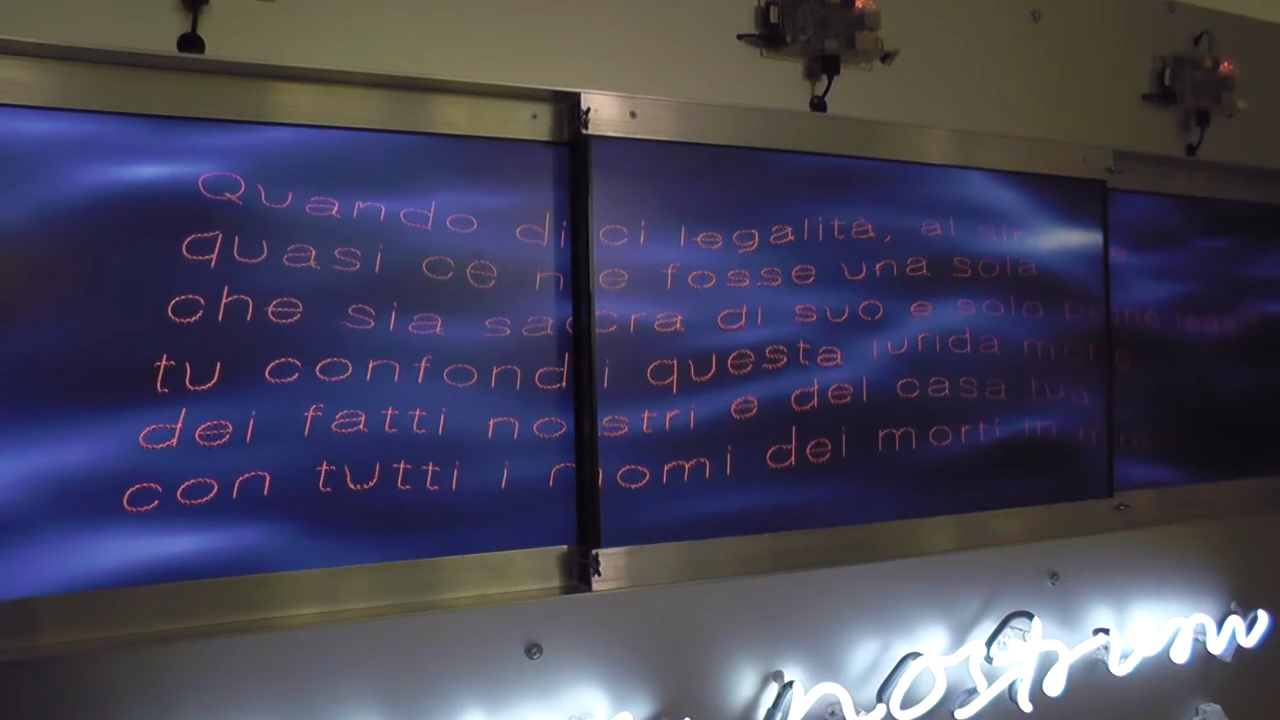 Quando dici legalità, al
quasi ce ne fosse una sola
che sia sacra di suo e solo
tu confondi questa lurida
dei fatti nostri e del casa tua
con tutti i nomi dei morti in
nostrum